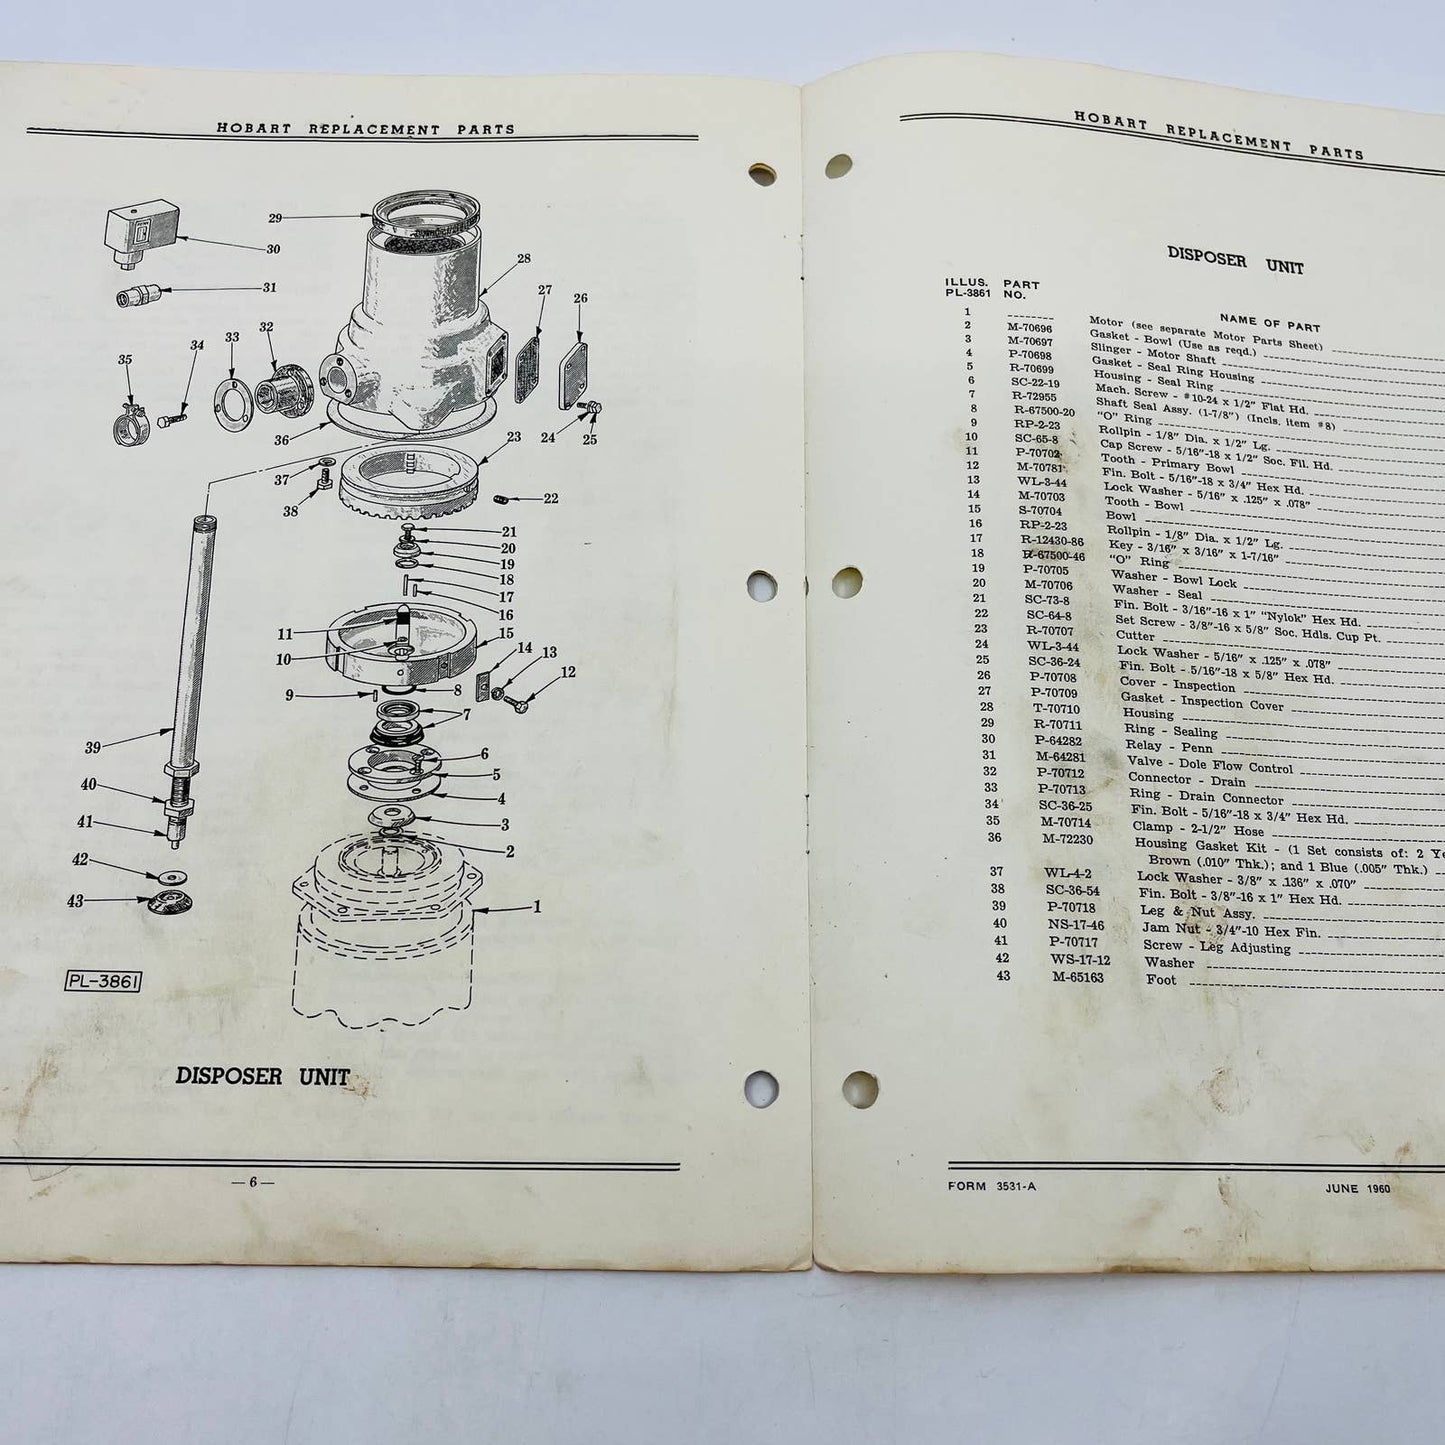 HOBART REPLACEMENT PARTS
29
30
28
31
27
26
32
33
34
35
36
24
25
23
37
38
22
21
20
19
18
17
16
11
15
10
14
13
12
9
8
7
6
39
5
40
4
41
3
42
2
43
1
PL-3861
DISPOSER UNIT
—6—
HOBART REPLACEMENT PARTS
DISPOSER UNIT
ILLUS. PART
PL-3861 NO. NAME OF PART
1 -------- Motor (see separate Motor Parts Sheet)
2 M-70696 Gasket - Bowl (Use as reqd.)
3 M-70697 Slinger - Motor Shaft
4 P-70698 Gasket - Seal Ring Housing
5 R-70699 Housing - Seal Ring
6 SC-22-19 Mach. Screw - #10-24 x 1/2" Flat Hd.
7 R-72955 Shaft Seal Assy. (1-7/8") (Incls. item #8)
8 R-67500-20 "O" Ring
9 RP-2-23 Rollpin - 1/8" Dia. x 1/2" Lg.
10 SC-65-8 Cap Screw - 5/16"-18 x 1/2" Soc. Fil. Hd.
11 P-70702 Tooth - Primary Bowl
12 M-70781 Fin. Bolt - 5/16"-18 x 3/4" Hex Hd.
13 WL-3-44 Lock Washer - 5/16" x .125" x .078"
14 M-70703 Tooth - Bowl
15 S-70704 Bowl
16 RP-2-23 Rollpin - 1/8" Dia. x 1/2" Lg.
17 R-12430-86 Key - 3/16" x 3/16" x 1-7/16"
18 R-67500-46 "O" Ring
19 P-70705 Washer - Bowl Lock
20 M-70706 Washer - Seal
21 SC-73-8 Fin. Bolt - 3/16"-16 x 1" "Nylok" Hex Hd.
22 SC-64-8 Set Screw - 3/8"-16 x 5/8" Soc. Hdls. Cup Pt.
23 R-70707 Cutter
24 WL-3-44 Lock Washer - 5/16" x .125" x .078"
25 SC-36-24 Fin. Bolt - 5/16"-18 x 5/8" Hex Hd.
26 P-70708 Cover - Inspection
27 P-70709 Gasket - Inspection Cover
28 T-70710 Housing
29 R-70711 Ring - Sealing
30 P-64282 Relay - Penn
31 M-64281 Valve - Dole Flow Control
32 P-70712 Connector - Drain
33 P-70713 Ring - Drain Connector
34 SC-36-25 Fin. Bolt - 5/16"-18 x 3/4" Hex Hd.
35 M-70714 Clamp - 2-1/2" Hose
36 M-72230 Housing Gasket Kit - (1 Set consists of: 2
Brown (.010" Thk.); and 1 Blue (.005" Thk.)
37 WL-4-2 Lock Washer - 3/8" x .136" x .070"
38 SC-36-54 Fin. Bolt - 3/8"-16 x 1" Hex Hd.
39 P-70718 Leg & Nut Assy.
40 NS-17-46 Jam Nut - 3/4"-10 Hex Fin.
41 P-70717 Screw - Leg Adjusting
42 WS-17-12 Washer
43 M-65163 Foot
FORM 3531-A JUNE 1960